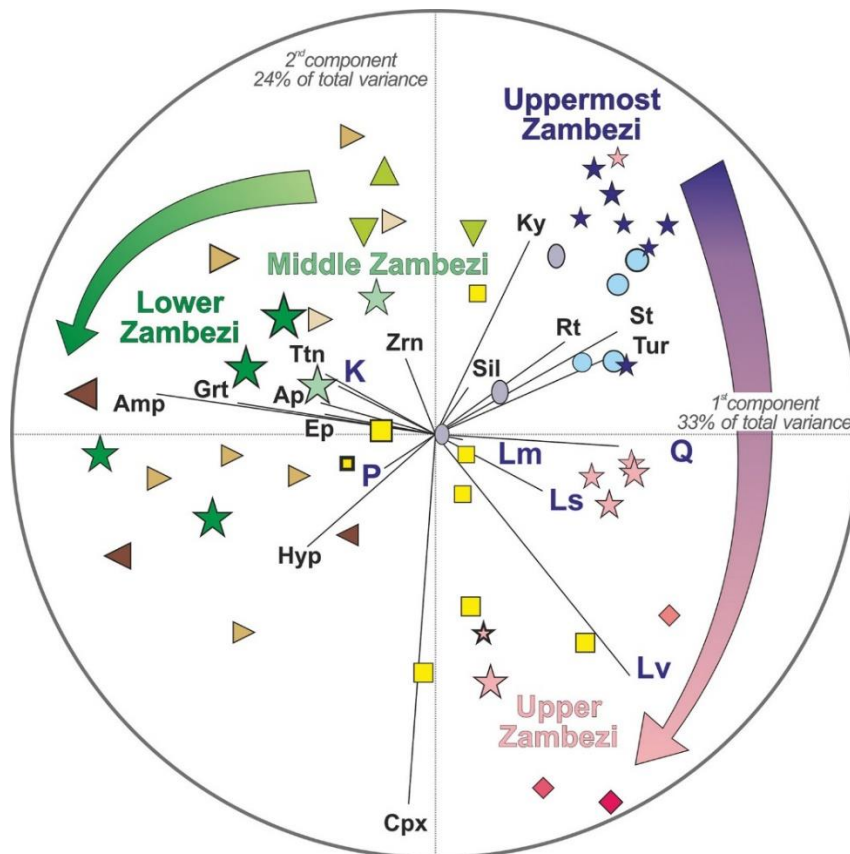 2nd component
24% of total variance
Uppermost
Zambezi
Ky
Middle Zambezi
Lower
Zambezi
Zrn
Rt
St
Ttn
K
Sil
Tur
Amp
Grt
Ap
Ep
1st component
33% of total variance
P
Lm
Q
Ls
Hyp
Lv
Upper
Zambezi
Cpx